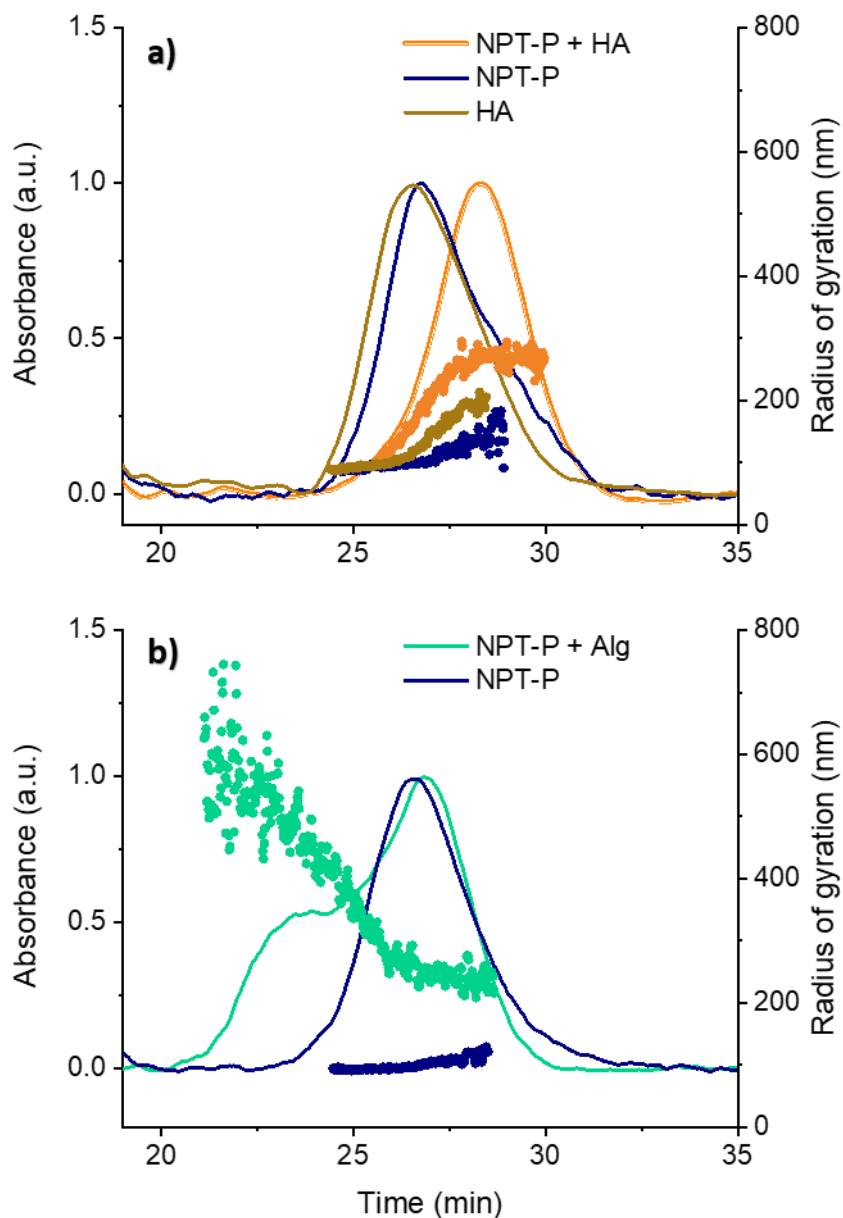 a)
NPT-P + HA
NPT-P
HA
1.5
1.0
0.5
0.0
Absorbance (a.u.)
800
600
400
200
0
Radius of gyration (nm)
20
25
30
35
b)
NPT-P + Alg
NPT-P
1.5
1.0
0.5
0.0
Absorbance (a.u.)
800
600
400
200
0
Radius of gyration (nm)
20
25
30
35
Time (min)